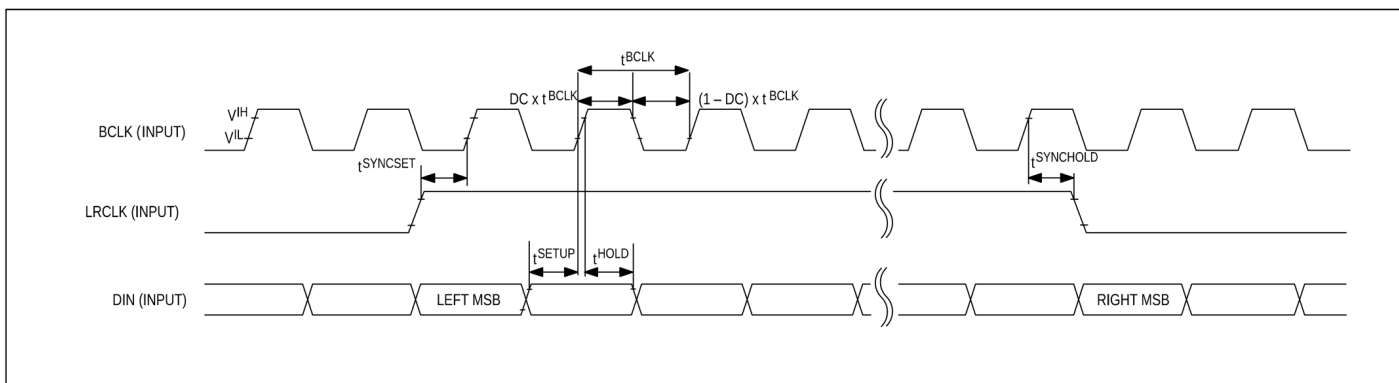 tBCLK
DC x tBCLK
(1 – DC) x tBCLK
VIH
BCLK (INPUT)
VIL
tSYNCSET
tSYNCHOLD
LRCLK (INPUT)
tSETUP
tHOLD
DIN (INPUT)
LEFT MSB
RIGHT MSB